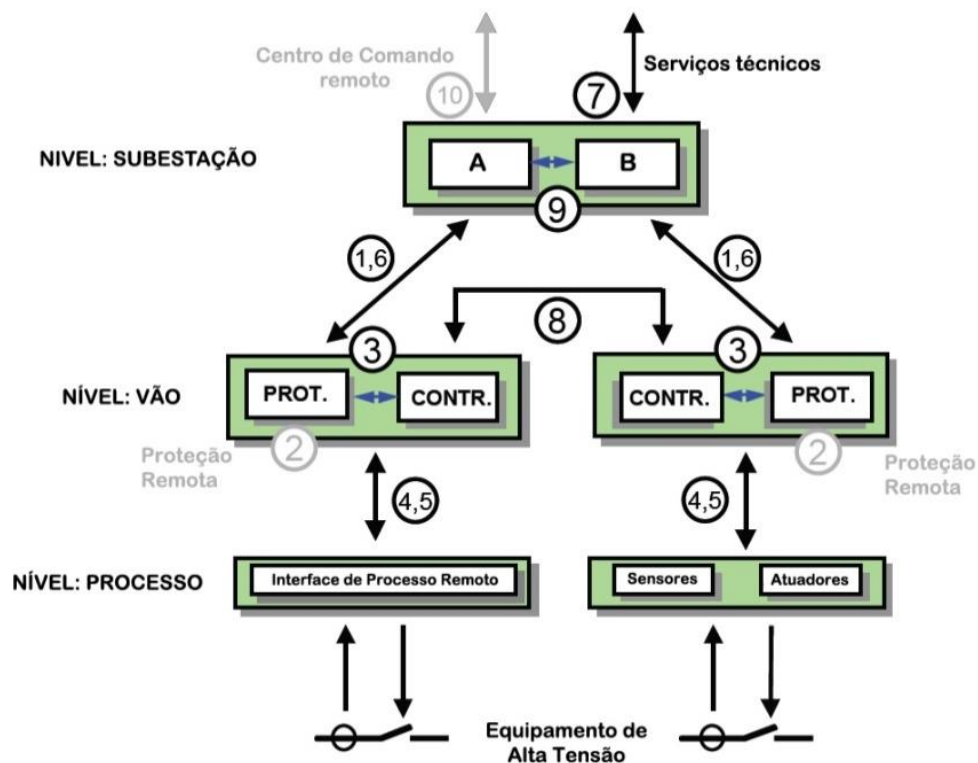 Centro de Comando
remoto
Serviços técnicos
10
7
NIVEL: SUBESTAÇÃO
A
B
9
1,6
1,6
8
3
3
NÍVEL: VÃO
PROT.
CONTR.
CONTR.
PROT.
2
2
Proteção
Remota
Proteção
Remota
4,5
4,5
NÍVEL: PROCESSO
Interface de Processo Remoto
Sensores
Atuadores
Equipamento de
Alta Tensão